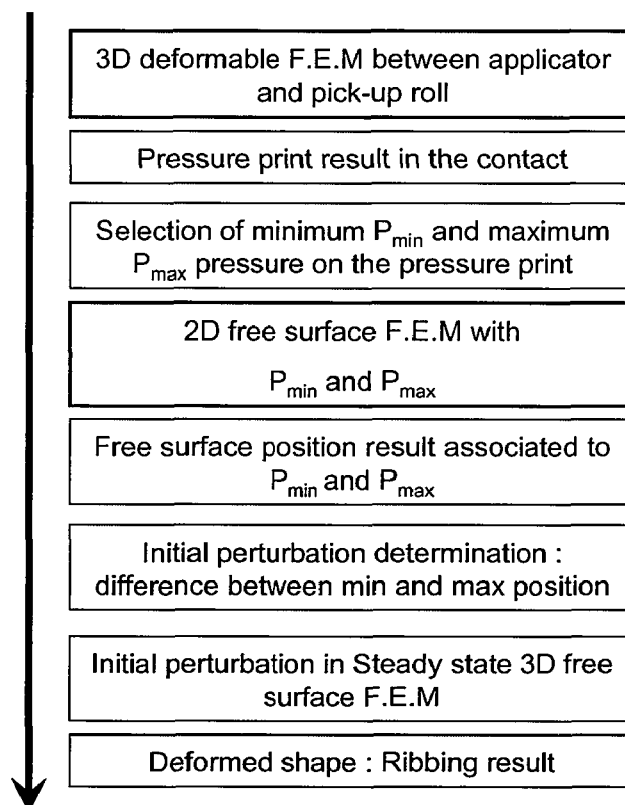 3D deformable F.E.M between applicator
and pick-up roll
Pressure print result in the contact
Selection of minimum Pmin and maximum
Pmax pressure on the pressure print
2D free surface F.E.M with
Pmin and Pmax
Free surface position result associated to
Pmin and Pmax
Initial perturbation determination :
difference between min and max position
Initial perturbation in Steady state 3D free
surface F.E.M
Deformed shape : Ribbing result